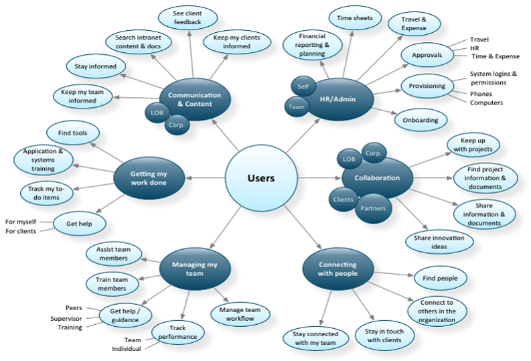 See client
feedback
Search intranet
content & docs
Keep my clients
informed
Stay informed
Keep my team
informed
Communication
& Content
LOB
Corp.
Time sheets
Travel &
Expense
Financial
reporting &
planning
Approvals
Travel
HR
Time & Expense
Self
Team
HR/Admin
Provisioning
System logins &
permissions
Phones
Computers
Onboarding
Find tools
Application &
systems
training
Track my to-
do items
Getting my
work done
Get help
For myself
For clients
Users
LOB
Corp.
Collaboration
Clients
Partners
Keep up
with projects
Find project
information &
documents
Share
information &
documents
Share innovation
ideas
Assist team
members
Train team
members
Managing my
team
Peers
Supervisor
Training
Get help /
guidance
Track
performance
Team
Individual
Manage team
workflow
Connecting
with people
Find people
Connect to
others in the
organization
Stay in touch
with clients
Stay connected
with my team